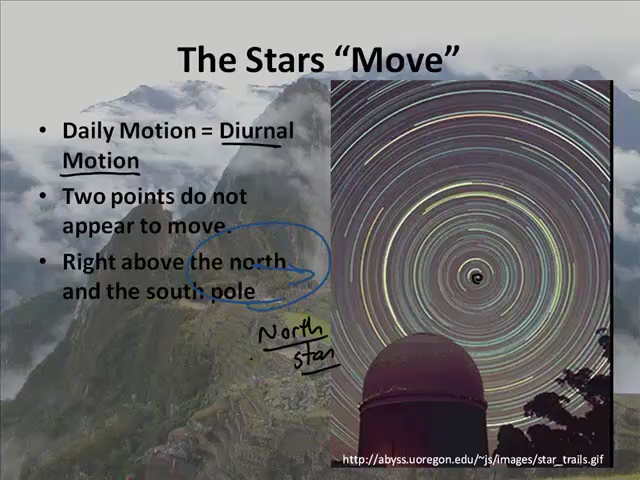 The Stars “Move”
• Daily Motion = Diurnal
Motion
• Two points do not
appear to move.
• Right above the north
and the south pole
North
star
http://abyss.uoregon.edu/~js/images/star_trails.gif